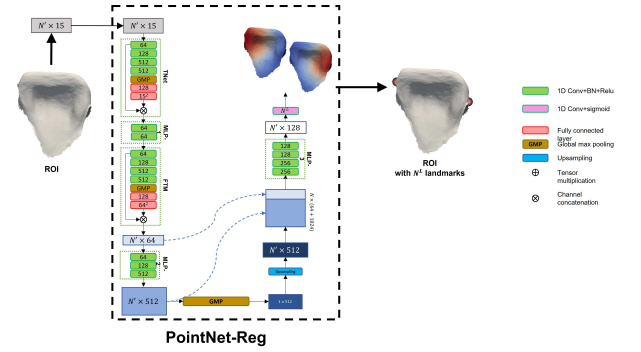 N' × 15
N' × 15
64
128
512
512
GMP
128
15²
TNet
64
64
MLP-
1
64
128
512
512
GMP
128
64²
FTM
N' × 64
64
128
512
MLP-
2
N' × 512
GMP
1 × 512
Upsampling
N' × 512
N × (64 + 1024)
128
128
256
256
MLP-
3
N' × 128
N^L
ROI
ROI
with N^L landmarks
1D Conv+BN+Relu
1D Conv+sigmoid
Fully connected
layer
GMP
Global max pooling
Upsampling
Tensor
multiplication
Channel
concatenation
PointNet-Reg